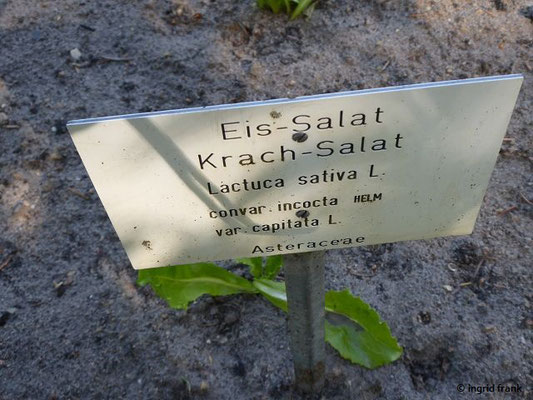 Eis-Salat
Krach-Salat
Lactuca sativa L.
convar. incocta HELM
var. capitata L.
Asteraceae
©ingrid frank